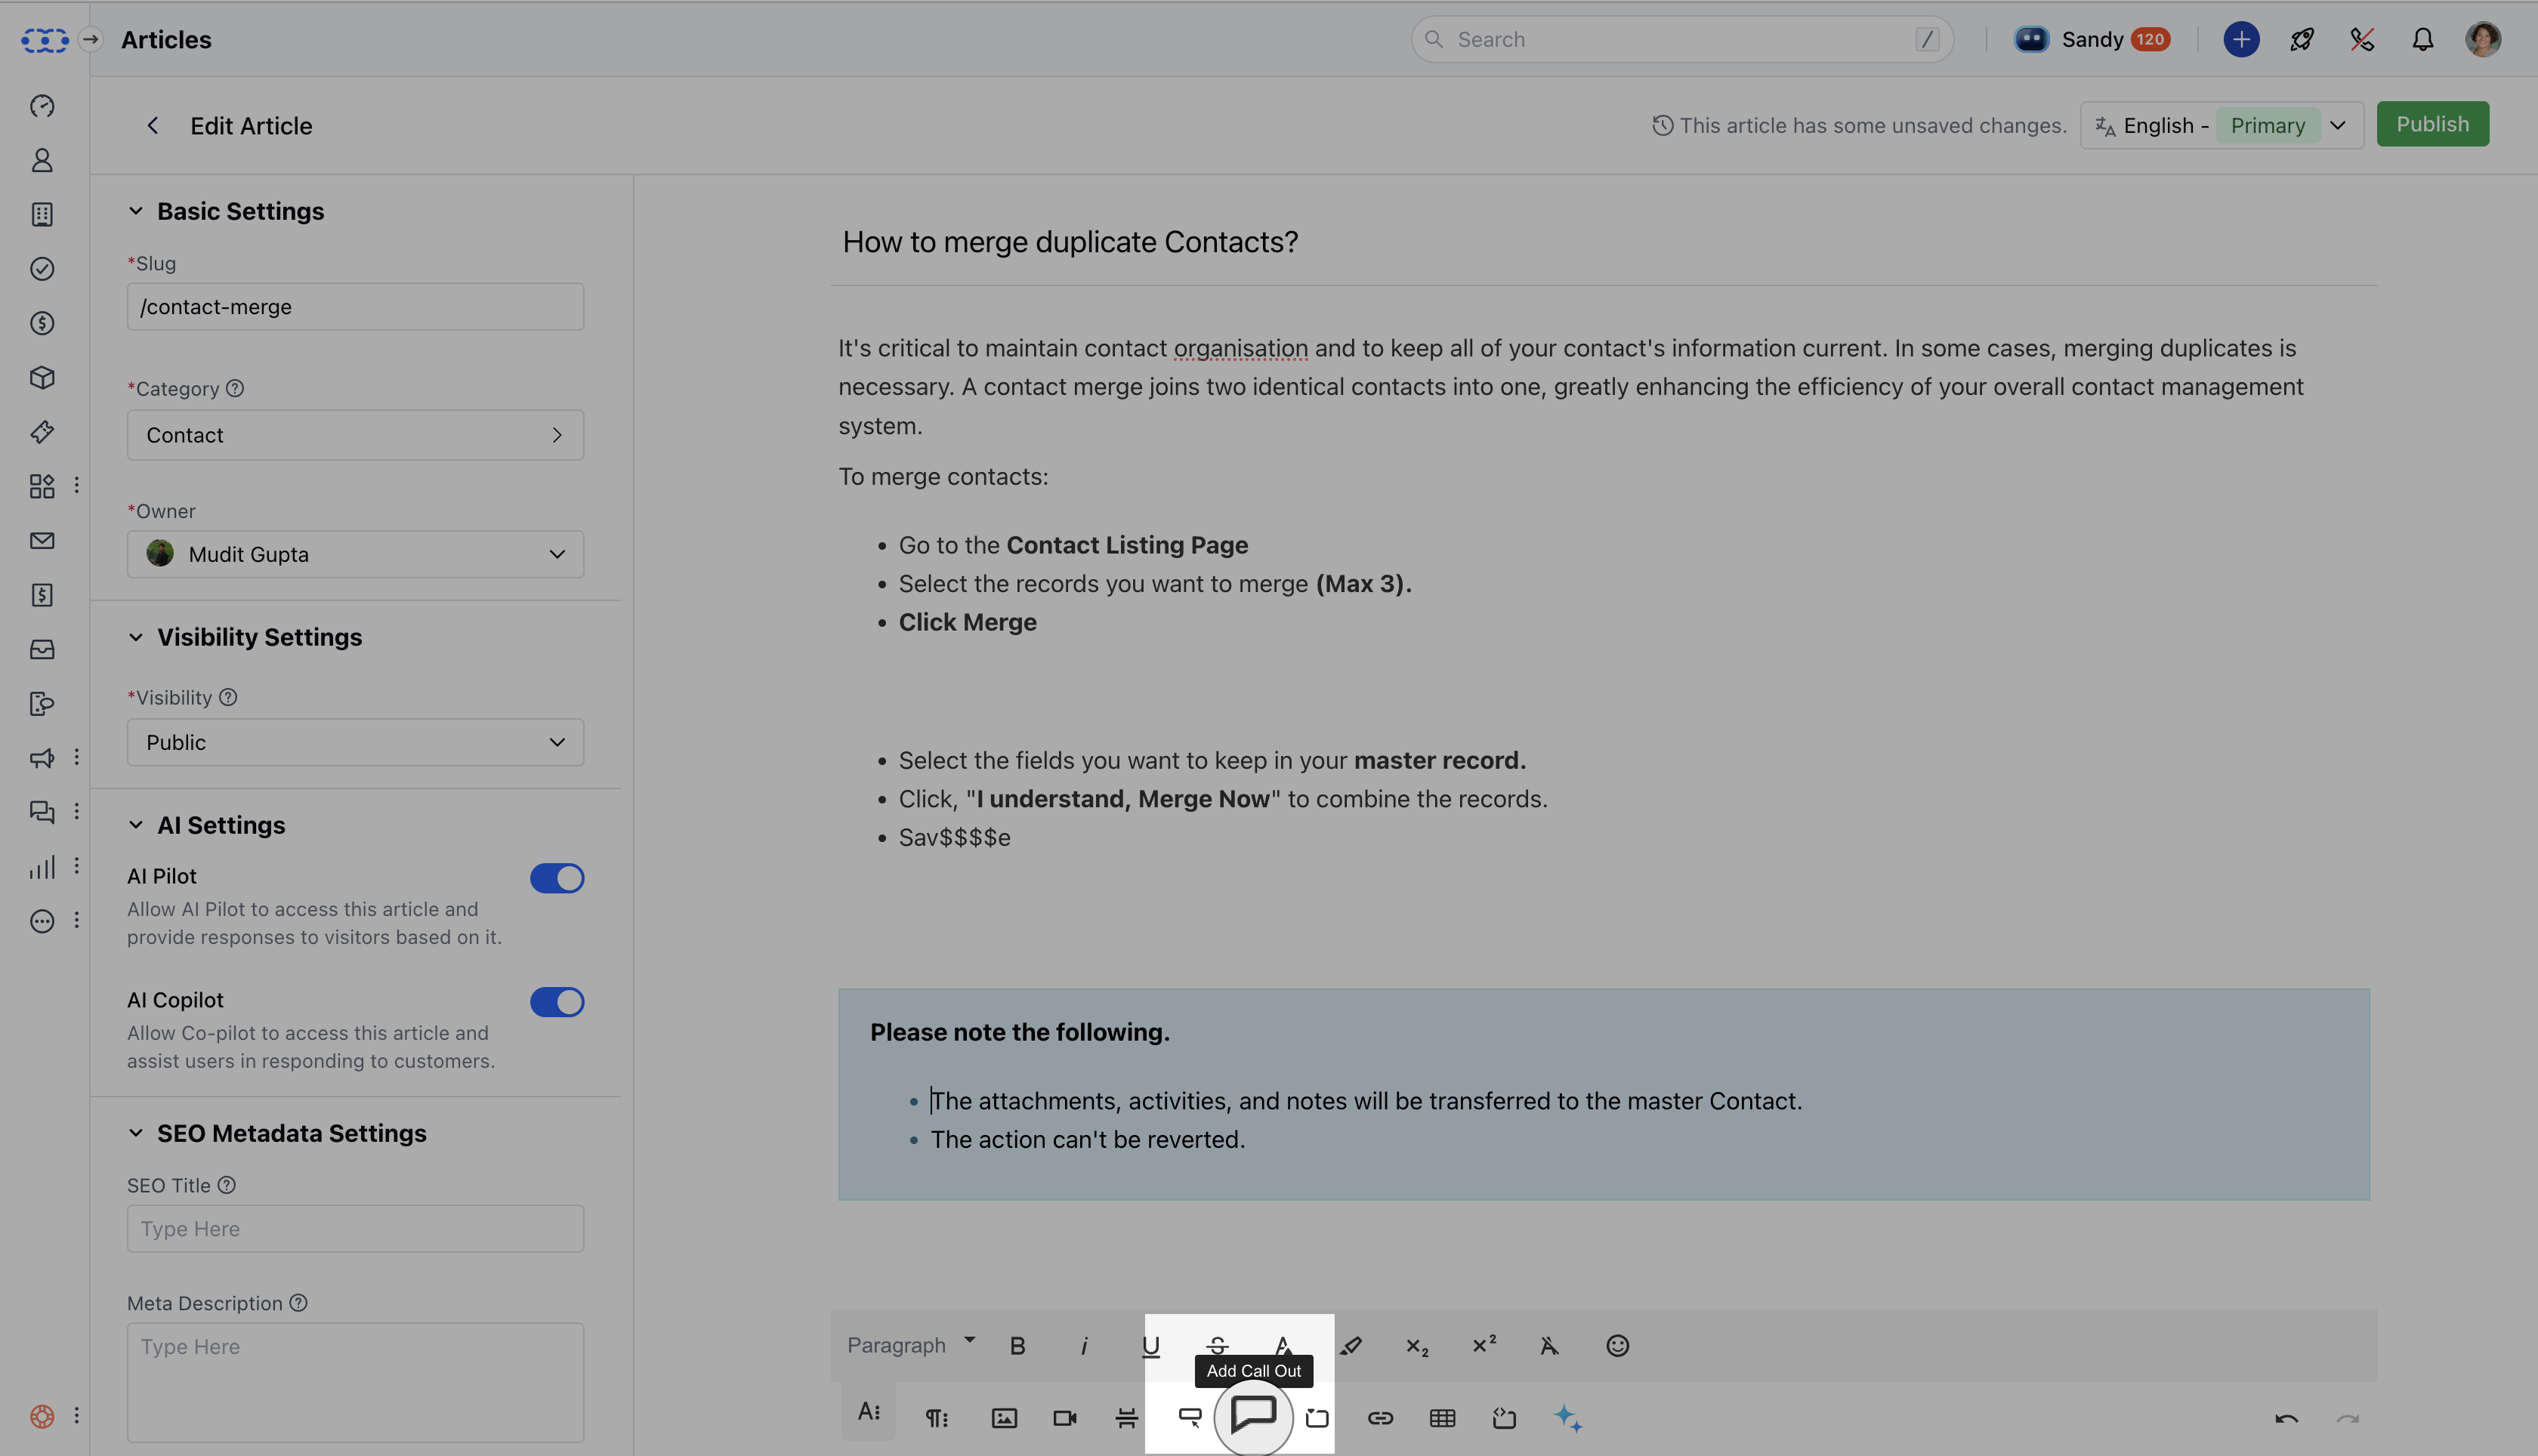 Articles
Search
/
Sandy 120
Edit Article
This article has some unsaved changes.
English - Primary
Publish
Basic Settings
*Slug
/contact-merge
*Category
Contact
*Owner
Mudit Gupta
Visibility Settings
*Visibility
Public
AI Settings
AI Pilot
Allow AI Pilot to access this article and
provide responses to visitors based on it.
AI Copilot
Allow Co-pilot to access this article and
assist users in responding to customers.
SEO Metadata Settings
SEO Title
Type Here
Meta Description
Type Here
How to merge duplicate Contacts?
It's critical to maintain contact organisation and to keep all of your contact's information current. In some cases, merging duplicates is
necessary. A contact merge joins two identical contacts into one, greatly enhancing the efficiency of your overall contact management
system.
To merge contacts:
• Go to the Contact Listing Page
• Select the records you want to merge (Max 3).
• Click Merge
• Select the fields you want to keep in your master record.
• Click, "I understand, Merge Now" to combine the records.
• Sav$$$$e
Please note the following.
• The attachments, activities, and notes will be transferred to the master Contact.
• The action can't be reverted.
Paragraph
Add Call Out